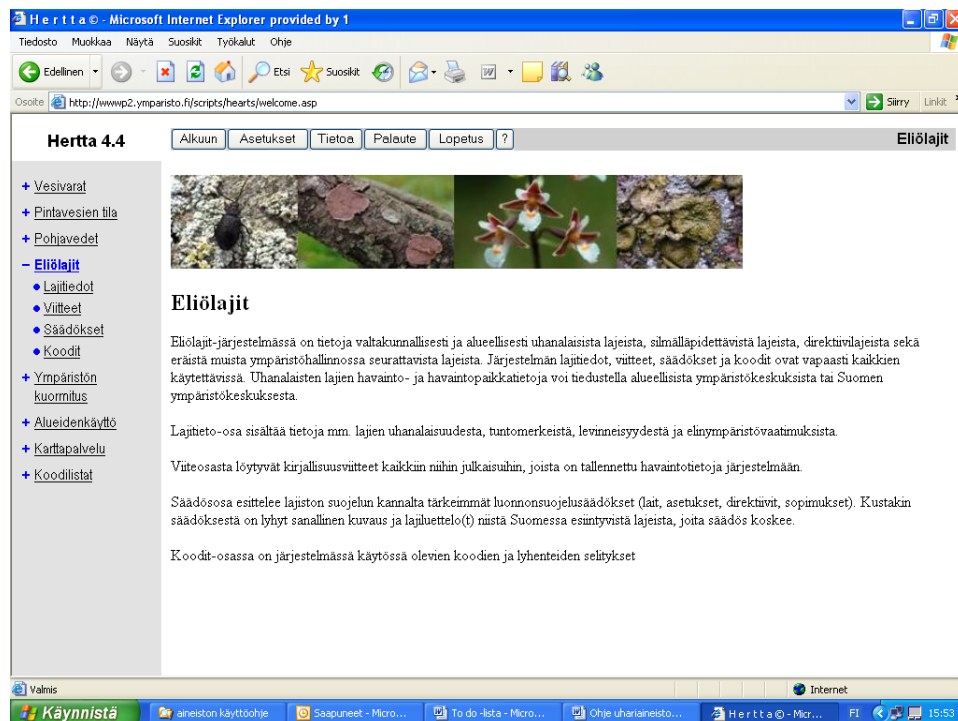 H e r t t a © - Microsoft Internet Explorer provided by 1
Tiedosto Muokkaa Näytä Suosikit Työkalut Ohje
Edellinen Etsi Suosikit
Osoite http://wwwp2.ymparisto.fi/scripts/hearts/welcome.asp Siirry Linkit
Hertta 4.4
Alkuun Asetukset Tietoa Palaute Lopetus ?
Eliölajit
+ Vesivarat
+ Pintavesien tila
+ Pohjavedet
– Eliölajit
• Lajitiedot
• Viitteet
• Säädökset
• Koodit
+ Ympäristön
kuormitus
+ Alueidenkäyttö
+ Karttapalvelu
+ Koodilistat
Eliölajit
Eliölajit-järjestelmässä on tietoja valtakunnallisesti ja alueellisesti uhanalaisista lajeista, silmälläpidettävistä lajeista, direktiivilajeista sekä
eräistä muista ympäristöhallinnossa seurattavista lajeista. Järjestelmän lajitiedot, viitteet, säädökset ja koodit ovat vapaasti kaikkien
käytettävissä. Uhanalaisten lajien havainto- ja havaintopaikkatietoja voi tiedustella alueellisista ympäristökeskuksista tai Suomen
ympäristökeskuksesta.
Lajitieto-osa sisältää tietoja mm. lajien uhanalaisuudesta, tuntomerkeistä, levinneisyydestä ja elinympäristövaatimuksista.
Viiteosasta löytyvät kirjallisuusviitteet kaikkiin niihin julkaisuihin, joista on tallennettu havaintotietoja järjestelmään.
Säädösosa esittelee lajiston suojelun kannalta tärkeimmät luonnonsuojelusäädökset (lait, asetukset, direktiivit, sopimukset). Kustakin
säädöksestä on lyhyt sanallinen kuvaus ja lajiluettelo(t) niistä Suomessa esiintyvistä lajeista, joita säädös koskee.
Koodit-osassa on järjestelmässä käytössä olevien koodien ja lyhenteiden selitykset
Valmis Internet
Käynnistä aineiston käyttöohje Saapuneet - Micro... To do -lista - Micro... Ohje uhariaineisto... H e r t t a © - Micr... FI 15:53